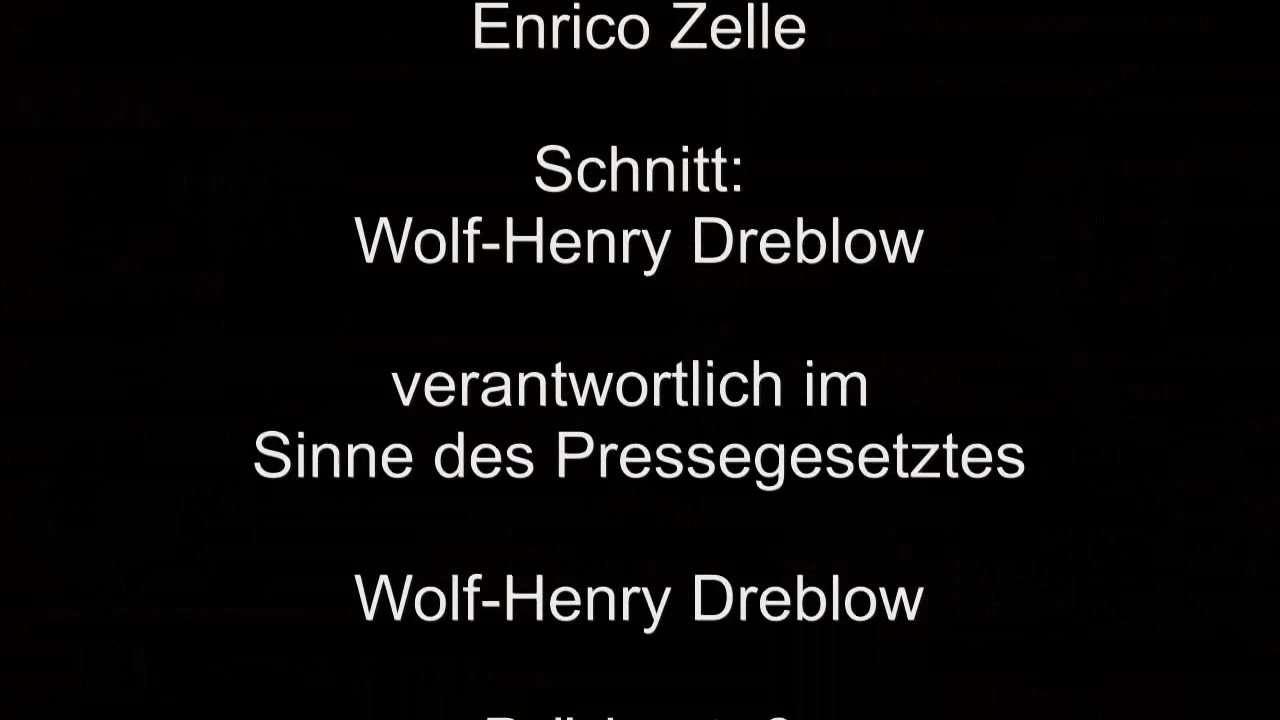 Enrico Zelle
Schnitt:
Wolf-Henry Dreblow
verantwortlich im
Sinne des Pressegesetztes
Wolf-Henry Dreblow